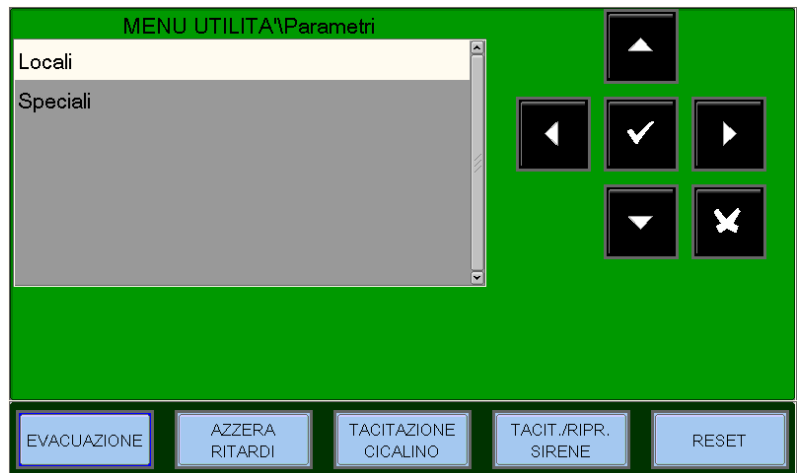 MENU UTILITA'\Parametri
Locali
Speciali
EVACUAZIONE
AZZERA
RITARDI
TACITAZIONE
CICALINO
TACIT./RIPR.
SIRENE
RESET